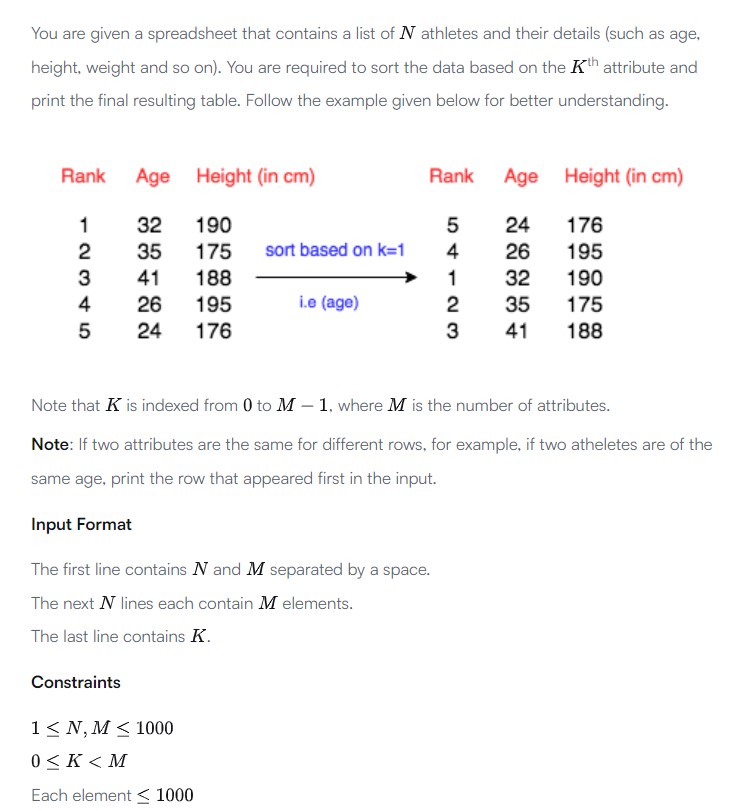 You are given a spreadsheet that contains a list of N athletes and their details (such as age,
height, weight and so on). You are required to sort the data based on the Kth attribute and
print the final resulting table. Follow the example given below for better understanding.
Rank Age Height (in cm) Rank Age Height (in cm)
1 32 190 5 24 176
2 35 175 sort based on k=1 4 26 195
3 41 188 1 32 190
4 26 195 i.e (age) 2 35 175
5 24 176 3 41 188
Note that K is indexed from 0 to M − 1, where M is the number of attributes.
Note: If two attributes are the same for different rows, for example, if two atheletes are of the
same age, print the row that appeared first in the input.
Input Format
The first line contains N and M separated by a space.
The next N lines each contain M elements.
The last line contains K.
Constraints
1 ≤ N, M ≤ 1000
0 ≤ K < M
Each element ≤ 1000